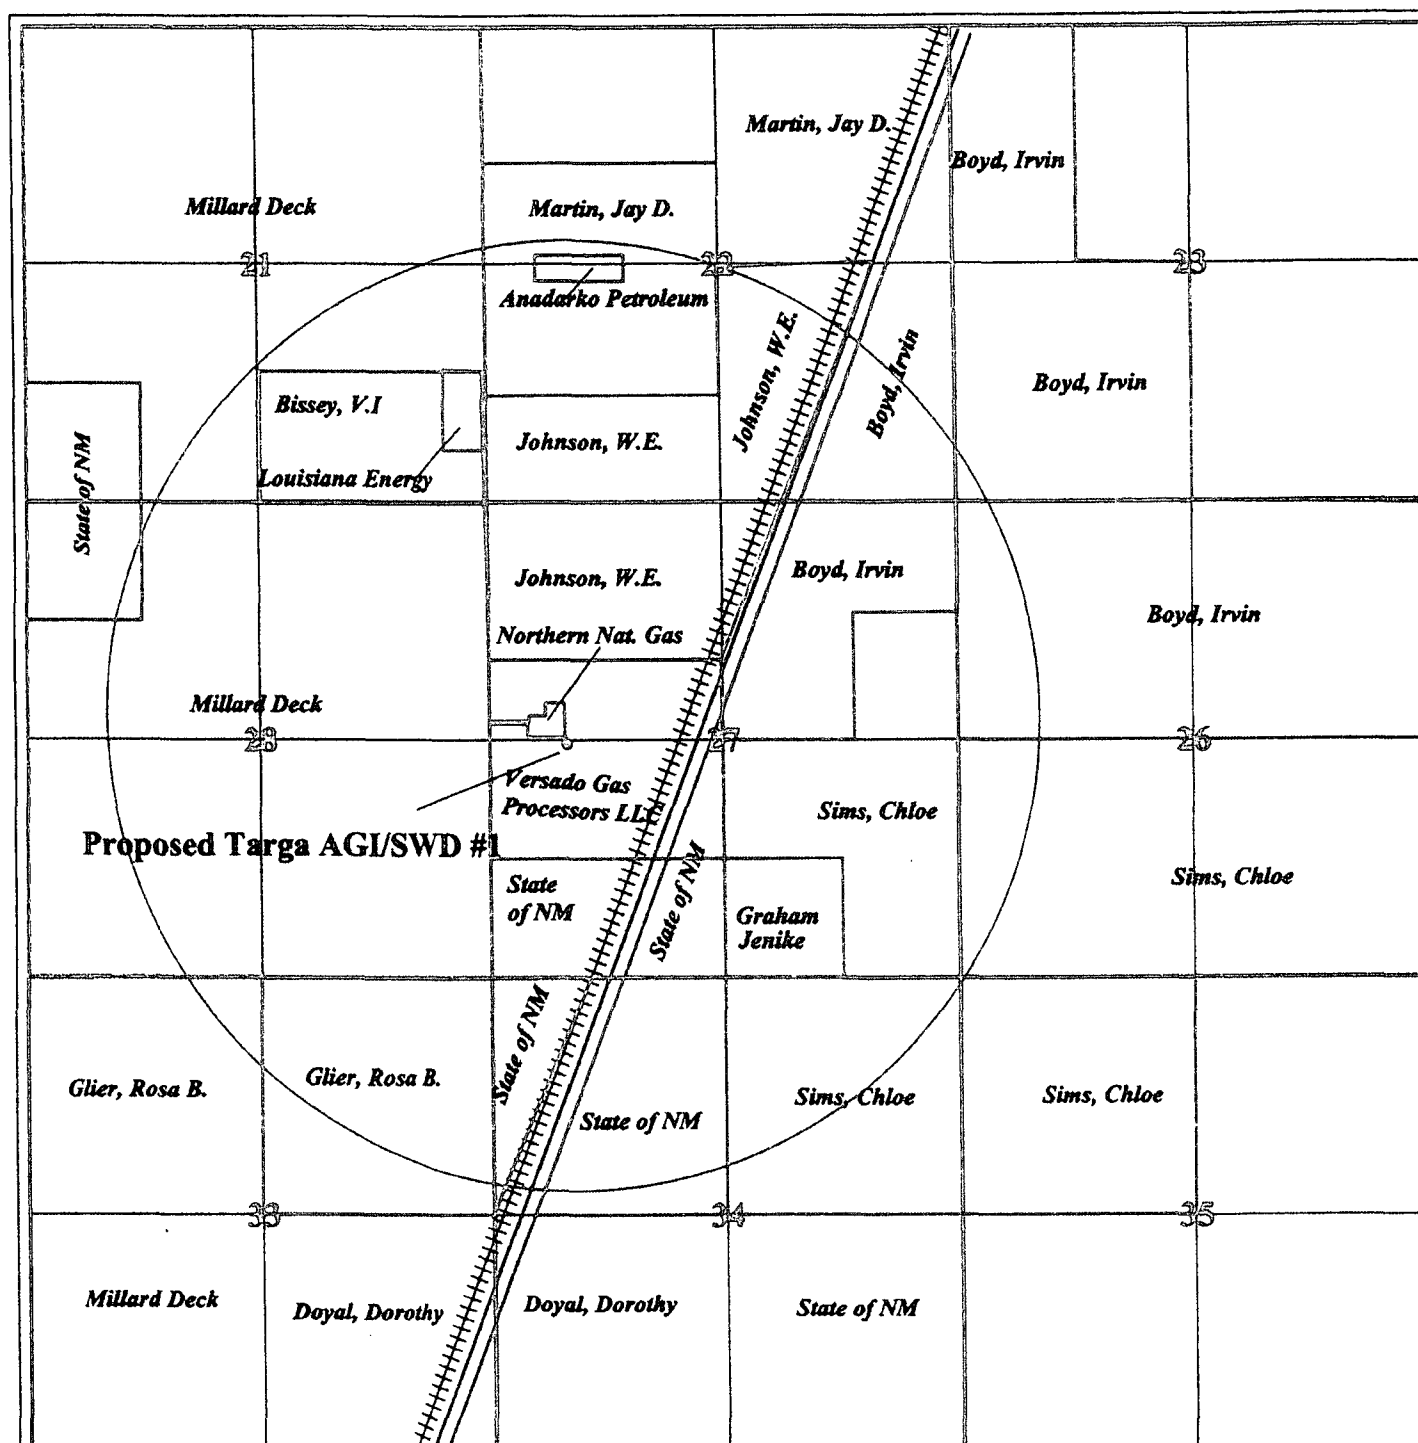 Martin, Jay D.
Boyd, Irvin
Millard Deck
Martin, Jay D.
21
22
23
Anadarko Petroleum
Johnson, W.E.
Boyd, Irvin
Boyd, Irvin
Bissey, V.I
Johnson, W.E.
Louisiana Energy
State of NM
Johnson, W.E.
Boyd, Irvin
Boyd, Irvin
Northern Nat. Gas
Millard Deck
28
27
26
Versado Gas
Processors LLC
Sims, Chloe
Proposed Targa AGI/SWD #1
State
of NM
State of NM
Graham
Jenike
Sims, Chloe
State of NM
Glier, Rosa B.
Glier, Rosa B.
State of NM
Sims, Chloe
Sims, Chloe
33
34
35
Millard Deck
Doyal, Dorothy
Doyal, Dorothy
State of NM